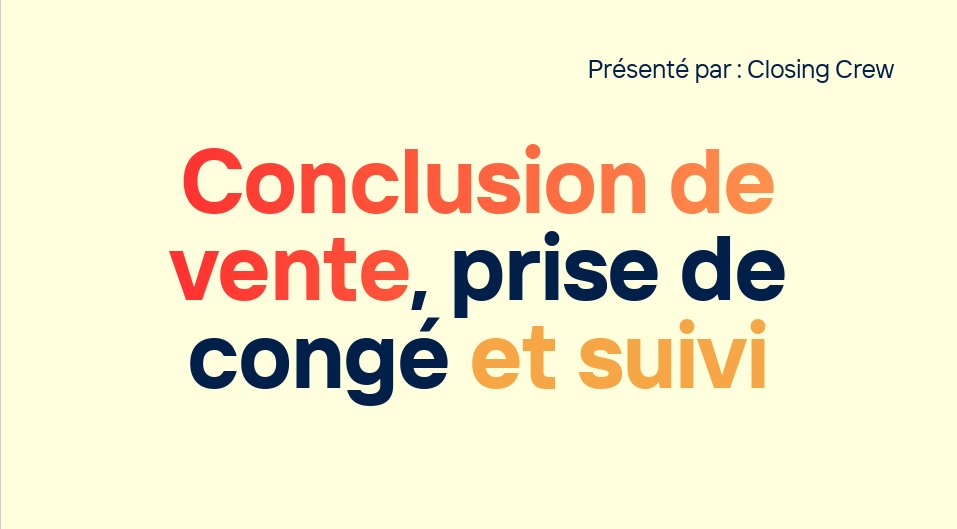 Présenté par : Closing Crew
Conclusion de
vente, prise de
congé et suivi